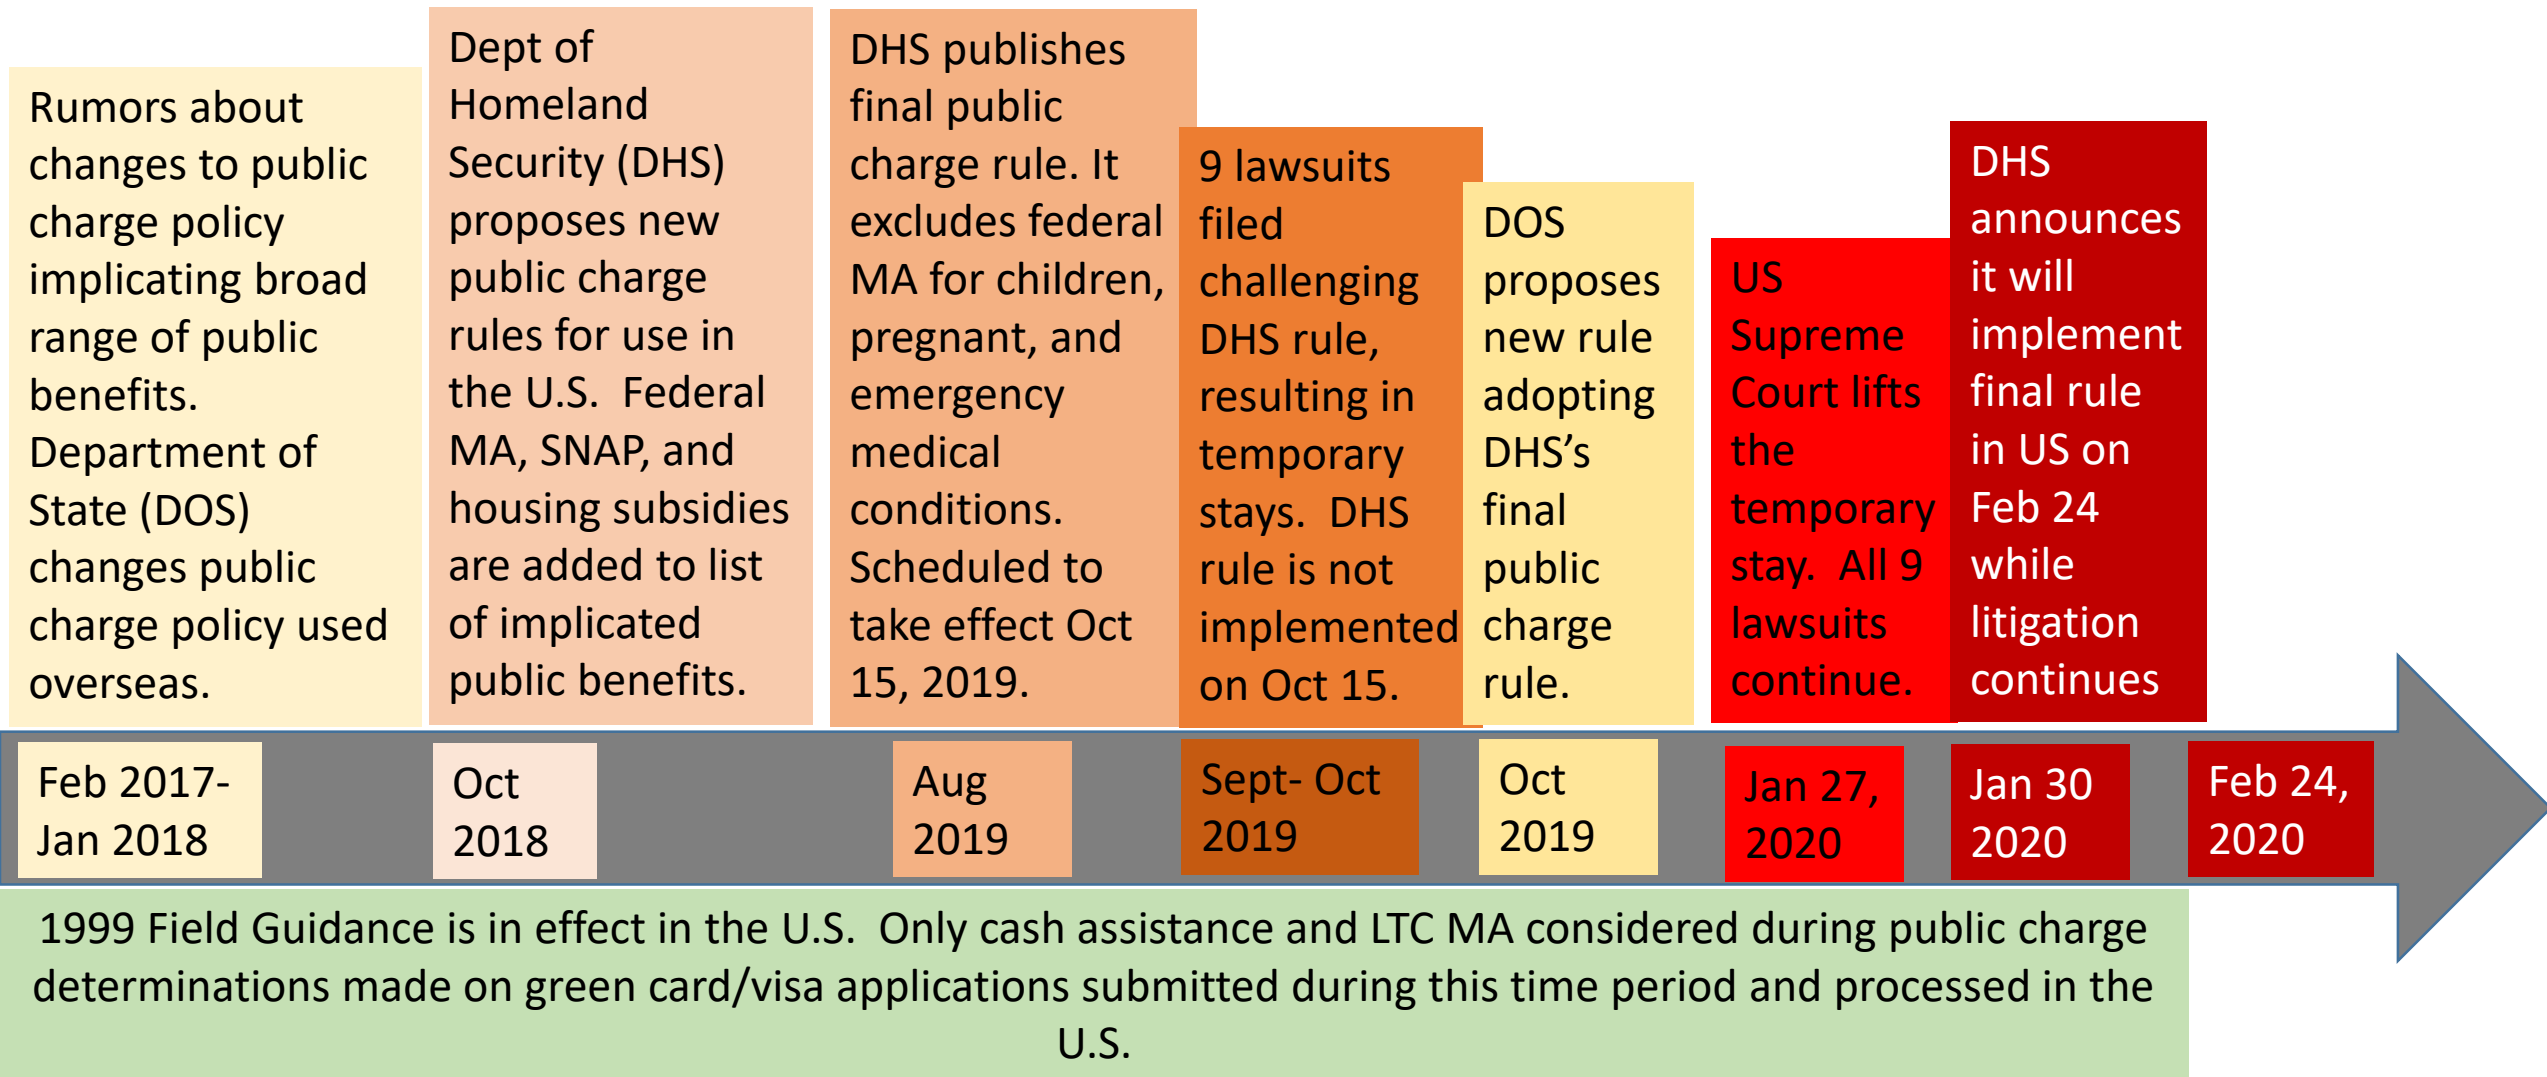 Rumors about
changes to public
charge policy
implicating broad
range of public
benefits.
Department of
State (DOS)
changes public
charge policy used
overseas.
Dept of
Homeland
Security (DHS)
proposes new
public charge
rules for use in
the U.S.  Federal
MA, SNAP, and
housing subsidies
are added to list
of implicated
public benefits.
DHS publishes
final public
charge rule. It
excludes federal
MA for children,
pregnant, and
emergency
medical
conditions.
Scheduled to
take effect Oct
15, 2019.
9 lawsuits
filed
challenging
DHS rule,
resulting in
temporary
stays.  DHS
rule is not
implemented
on Oct 15.
DOS
proposes
new rule
adopting
DHS’s
final
public
charge
rule.
US
Supreme
Court lifts
the
temporary
stay.  All 9
lawsuits
continue.
DHS
announces
it will
implement
final rule
in US on
Feb 24
while
litigation
continues
Feb 2017-
Jan 2018
Oct
2018
Aug
2019
Sept- Oct
2019
Oct
2019
Jan 27,
2020
Jan 30
2020
Feb 24,
2020
1999 Field Guidance is in effect in the U.S.  Only cash assistance and LTC MA considered during public charge
determinations made on green card/visa applications submitted during this time period and processed in the
U.S.